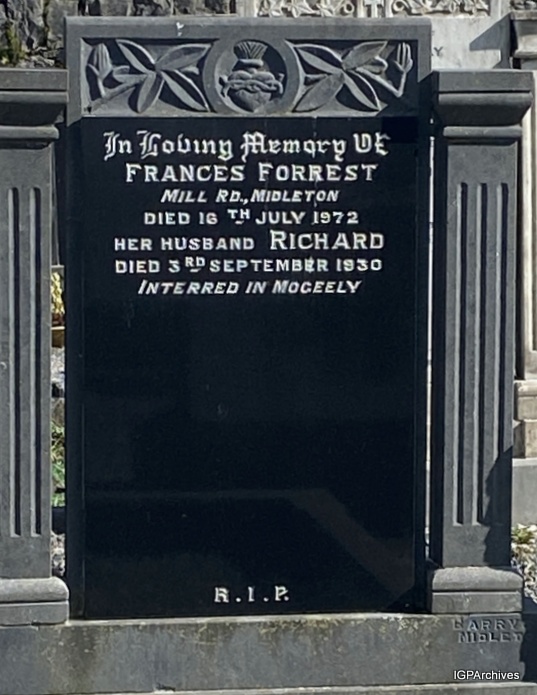 In Loving Memory Of
FRANCES FORREST
MILL RD., MIDLETON
DIED 16TH JULY 1972
HER HUSBAND RICHARD
DIED 3RD SEPTEMBER 1930
INTERRED IN MOGEELY
R.I.P.
IGPArchives